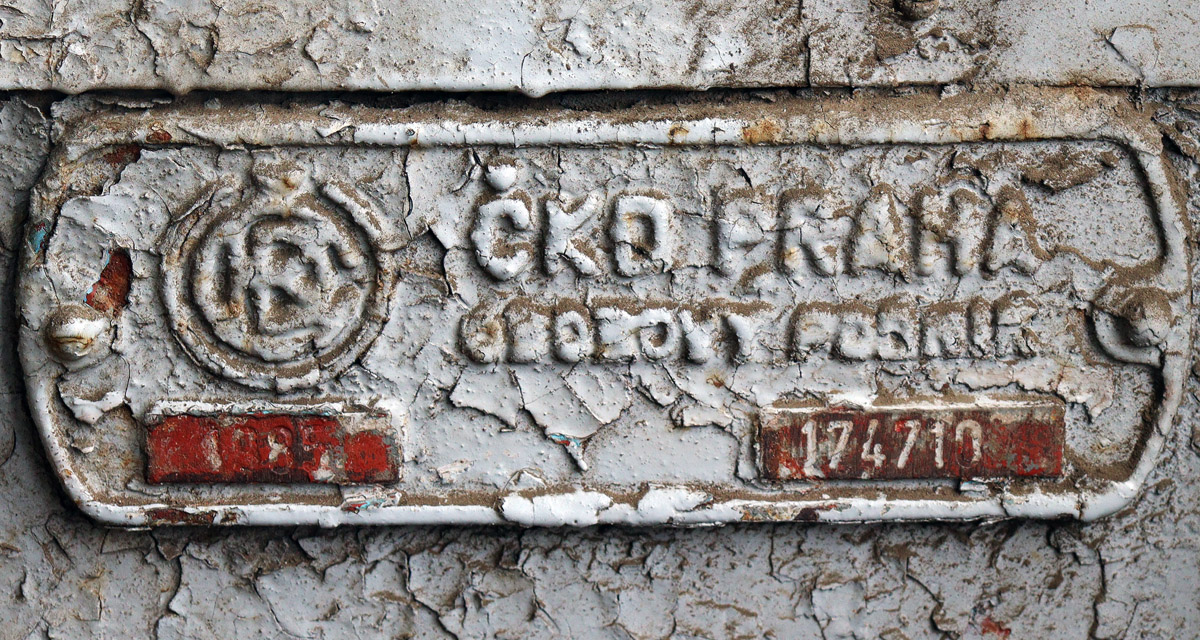 ČKD PRAHA
OBOROVÝ PODNIK
174710